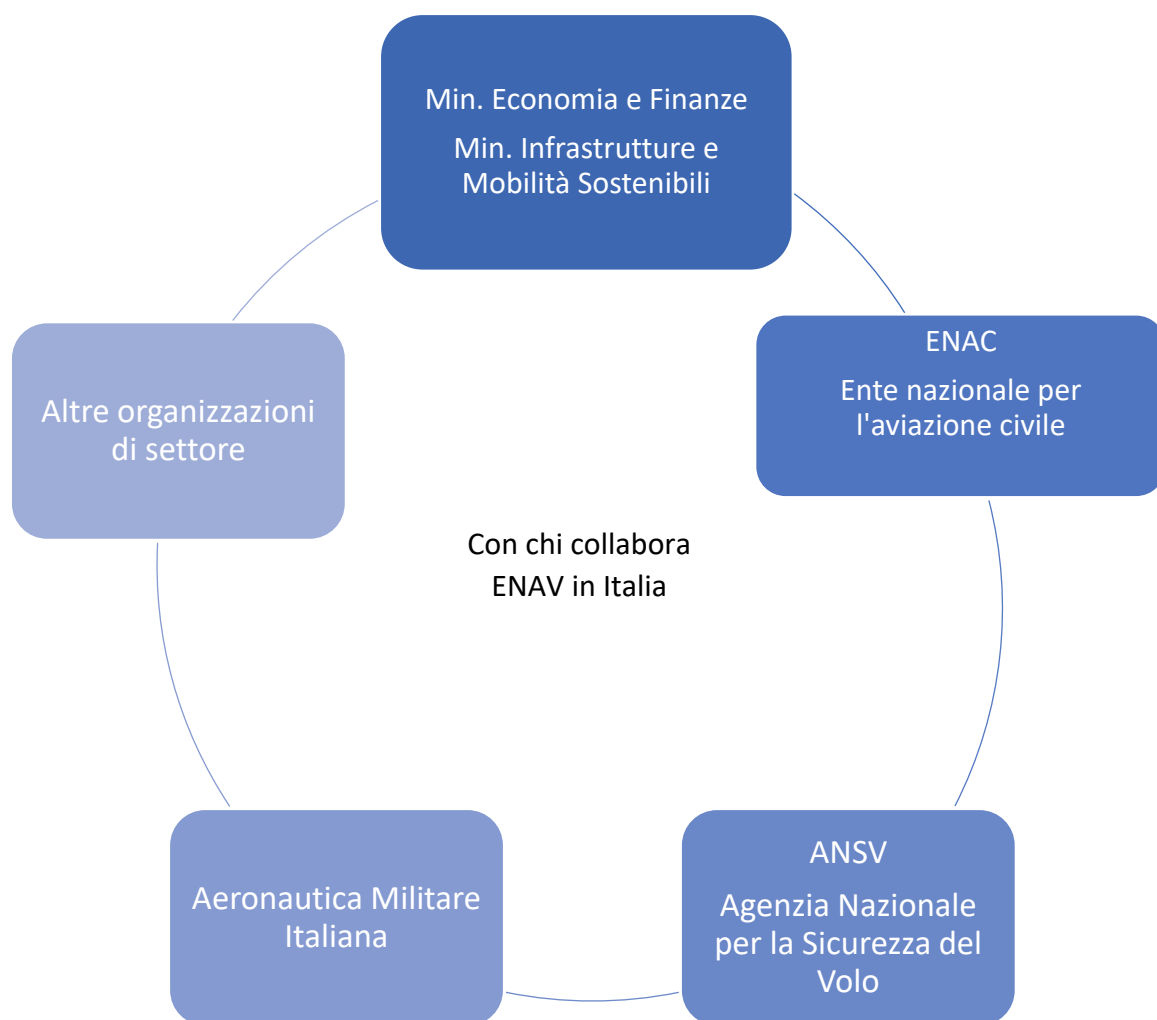 Min. Economia e Finanze
Min. Infrastrutture e
Mobilità Sostenibili
ENAC
Ente nazionale per
l'aviazione civile
Altre organizzazioni
di settore
Con chi collabora
ENAV in Italia
Aeronautica Militare
Italiana
ANSV
Agenzia Nazionale
per la Sicurezza del
Volo